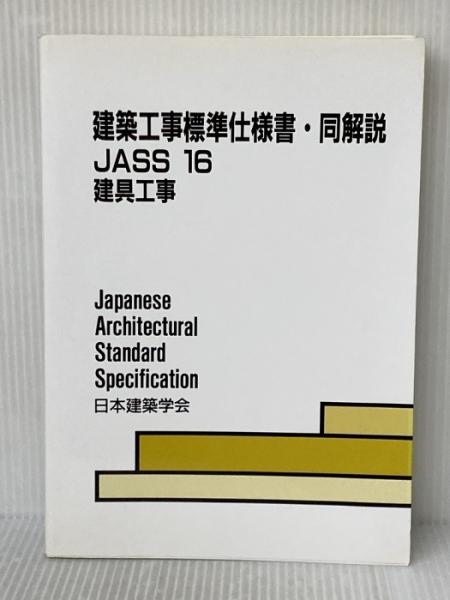 建築工事標準仕様書・同解説
JASS 16
建具工事
Japanese
Architectural
Standard
Specification
日本建築学会